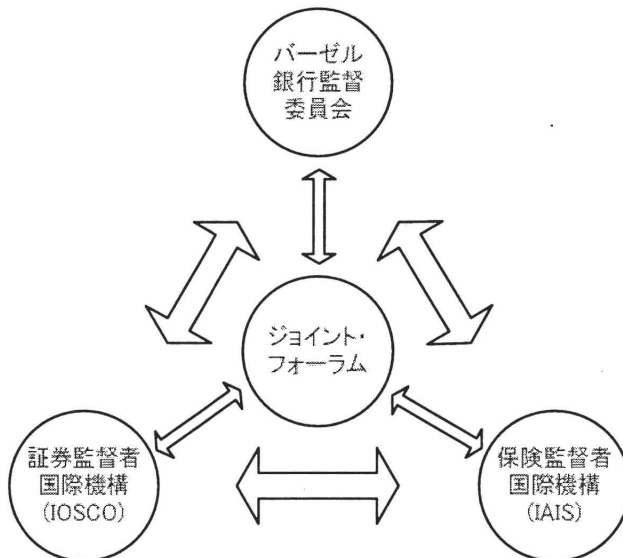 バーゼル
銀行監督
委員会
ジョイント・
フォーラム
証券監督者
国際機構
(IOSCO)
保険監督者
国際機構
(IAIS)